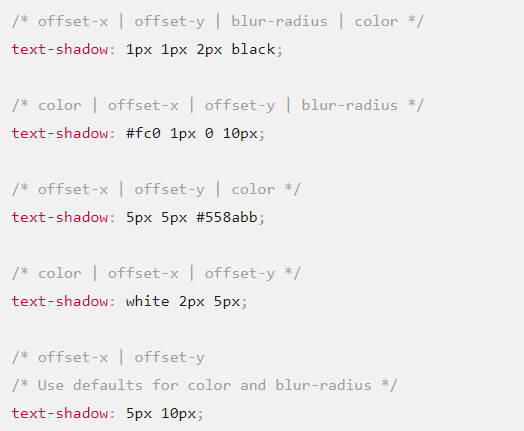 /* offset-x | offset-y | blur-radius | color */
text-shadow: 1px 1px 2px black;
/* color | offset-x | offset-y | blur-radius */
text-shadow: #fc0 1px 0 10px;
/* offset-x | offset-y | color */
text-shadow: 5px 5px #558abb;
/* color | offset-x | offset-y */
text-shadow: white 2px 5px;
/* offset-x | offset-y
/* Use defaults for color and blur-radius */
text-shadow: 5px 10px;